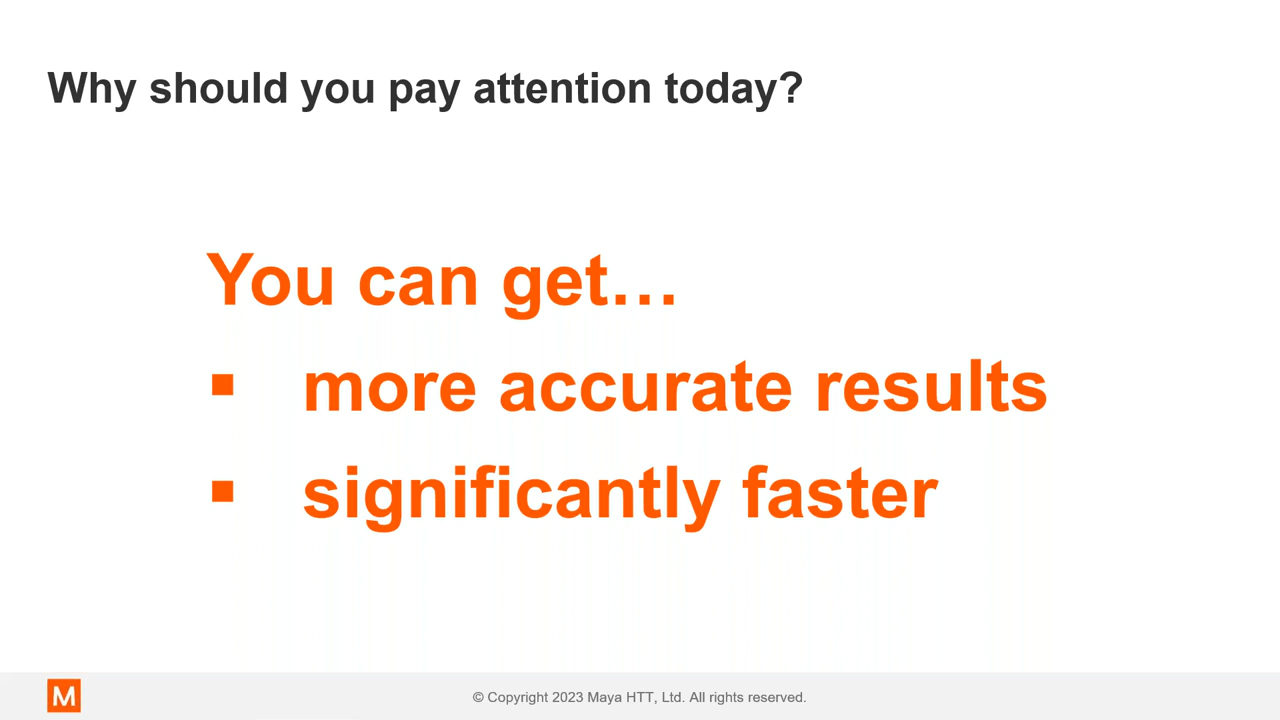 Why should you pay attention today?
You can get…
▪ more accurate results
▪ significantly faster
M
© Copyright 2023 Maya HTT, Ltd. All rights reserved.